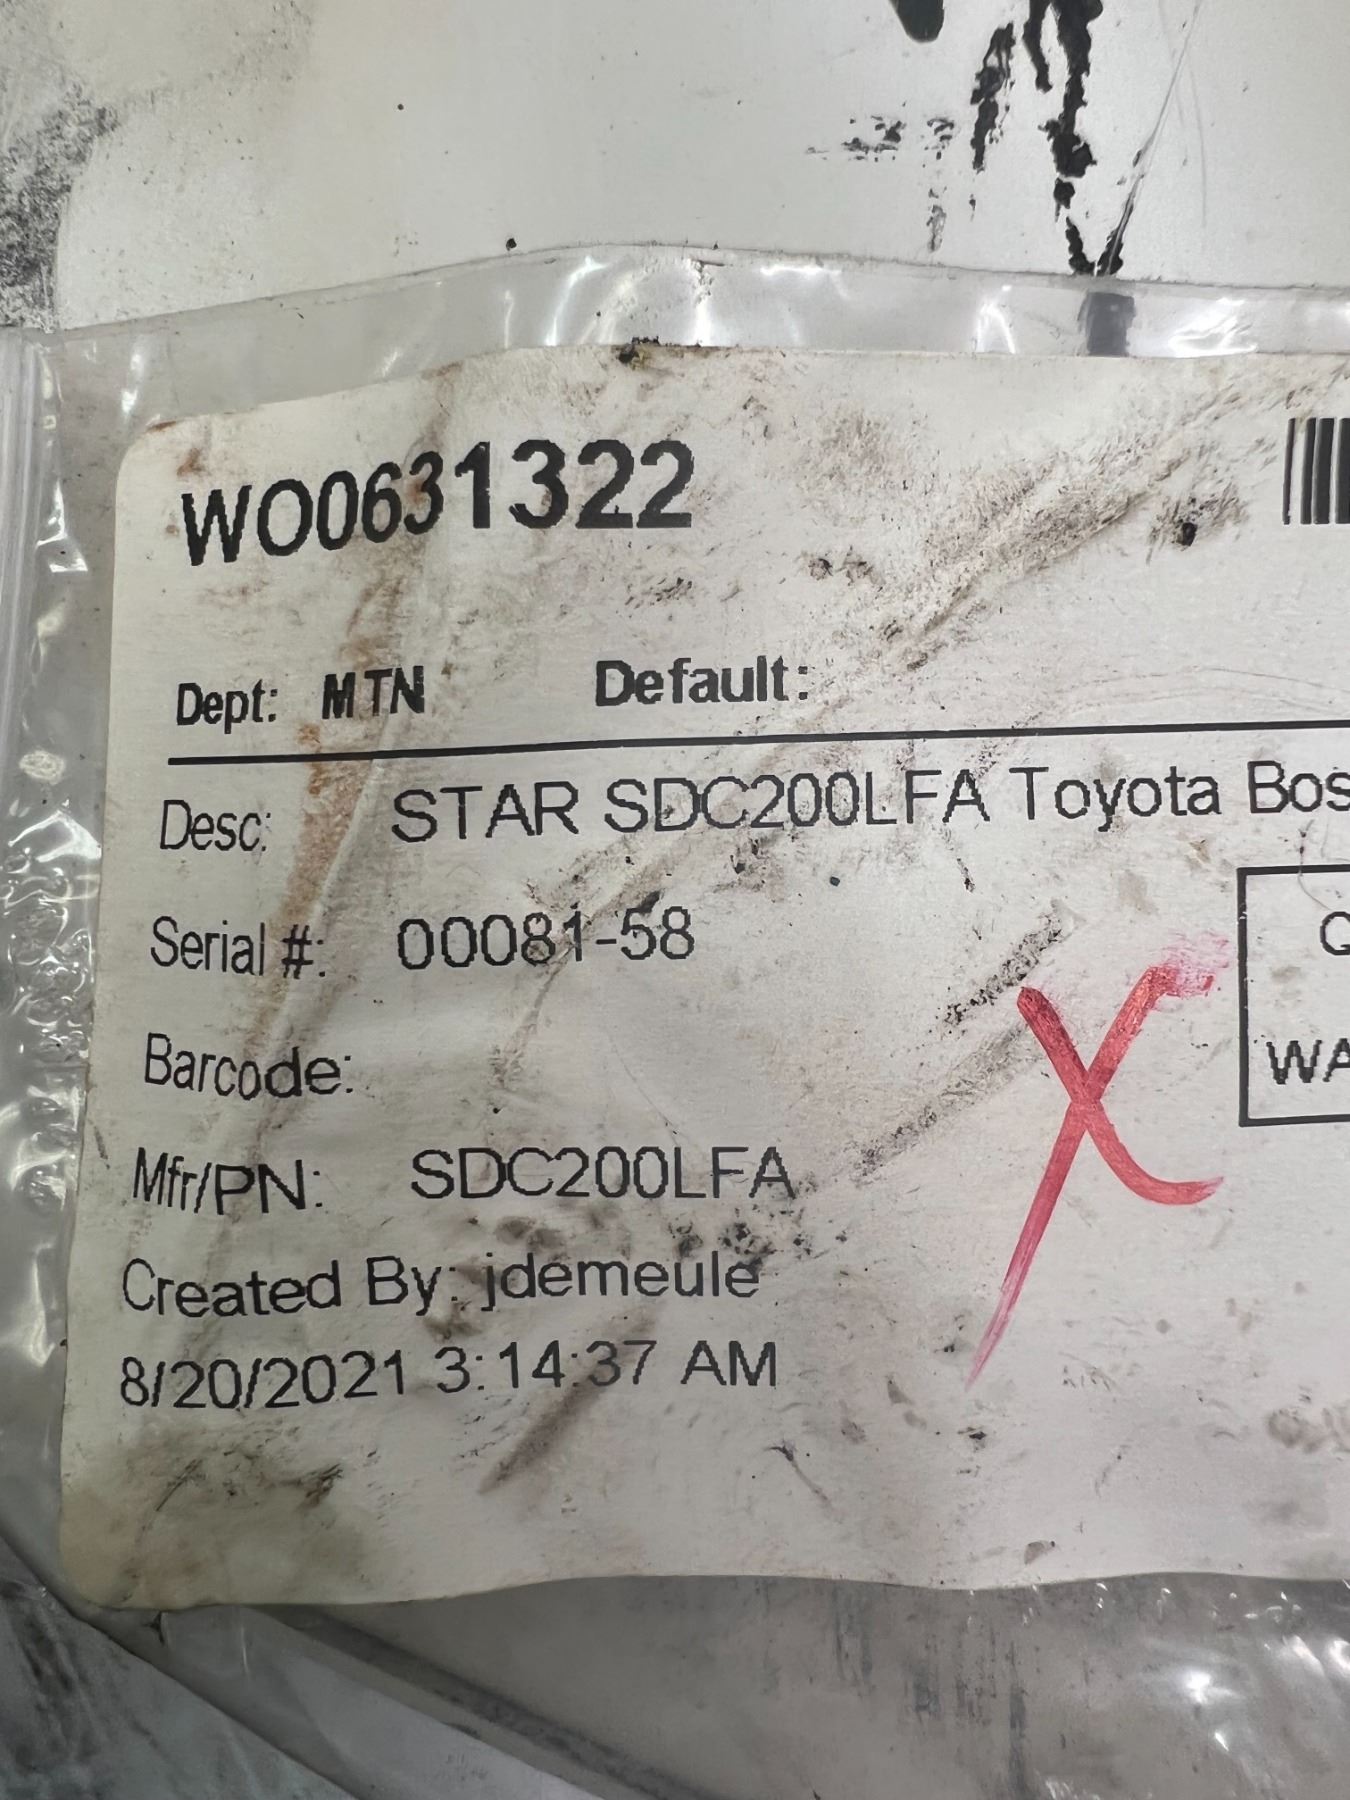 WO0631322
Dept: MTN Default:
Desc: STAR SDC200LFA Toyota Bos
Serial #: 00081-58
Barcode:
Mfr/PN: SDC200LFA
WA
Created By: jdemeule
8/20/2021 3:14:37 AM
X